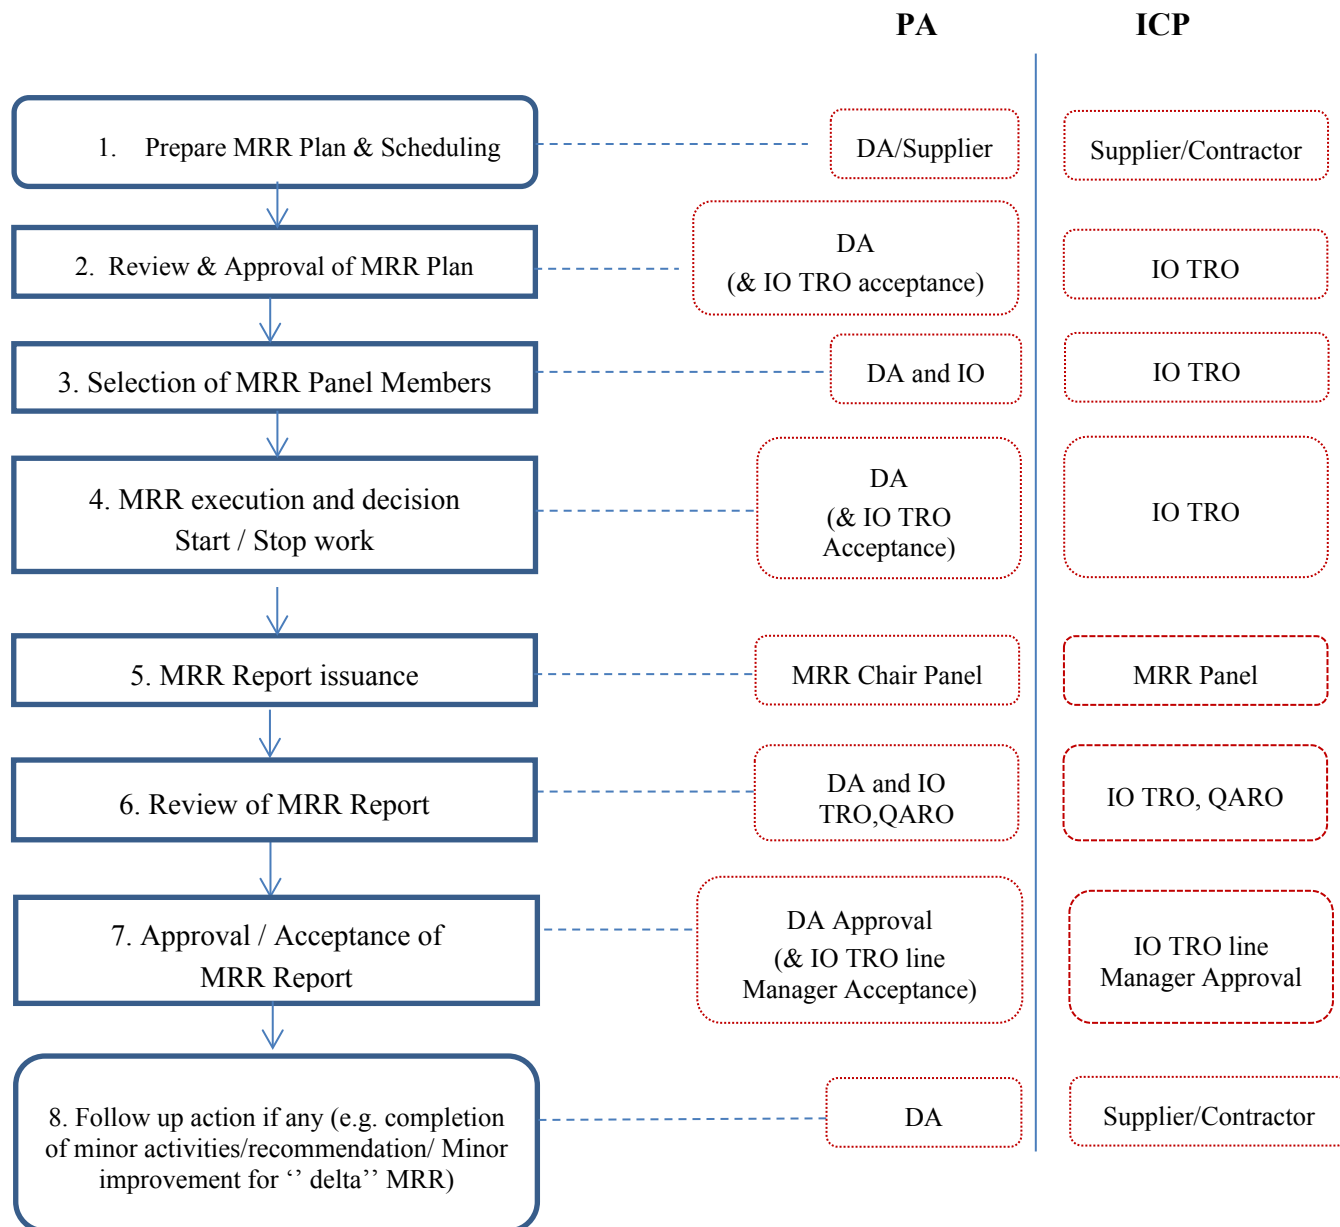 PA
ICP
1. Prepare MRR Plan & Scheduling
DA/Supplier
Supplier/Contractor
2. Review & Approval of MRR Plan
DA
(& IO TRO acceptance)
IO TRO
3. Selection of MRR Panel Members
DA and IO
IO TRO
4. MRR execution and decision
Start / Stop work
DA
(& IO TRO
Acceptance)
IO TRO
5. MRR Report issuance
MRR Chair Panel
MRR Panel
6. Review of MRR Report
DA and IO
TRO,QARO
IO TRO, QARO
7. Approval / Acceptance of
MRR Report
DA Approval
(& IO TRO line
Manager Acceptance)
IO TRO line
Manager Approval
8. Follow up action if any (e.g. completion
of minor activities/recommendation/ Minor
improvement for ‘’ delta’’ MRR)
DA
Supplier/Contractor